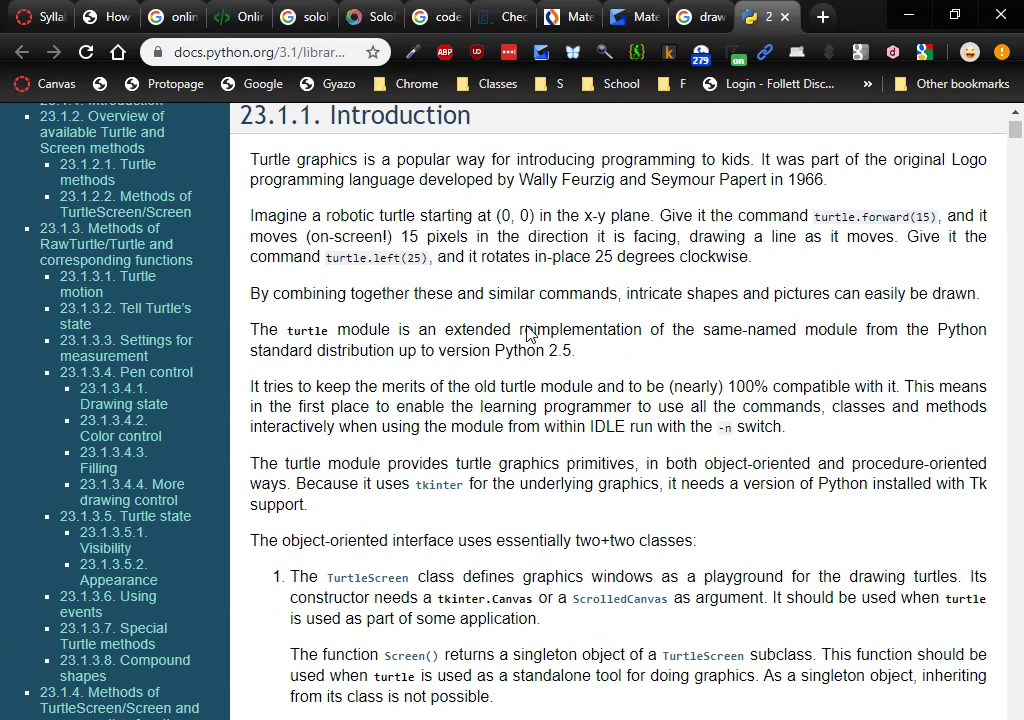 Sylla
How
onlin
Onli
solol
Solol
code
Chec
Mate
Mate
draw
2
docs.python.org/3.1/librar...
ABP
279
on
Canvas
Protopage
Google
Gyazo
Chrome
Classes
S
School
F
Login - Follett Disc...
»
Other bookmarks
23.1.2. Overview of
available Turtle and
Screen methods
23.1.2.1. Turtle
methods
23.1.2.2. Methods of
TurtleScreen/Screen
23.1.3. Methods of
RawTurtle/Turtle and
corresponding functions
23.1.3.1. Turtle
motion
23.1.3.2. Tell Turtle's
state
23.1.3.3. Settings for
measurement
23.1.3.4. Pen control
23.1.3.4.1.
Drawing state
23.1.3.4.2.
Color control
23.1.3.4.3.
Filling
23.1.3.4.4. More
drawing control
23.1.3.5. Turtle state
23.1.3.5.1.
Visibility
23.1.3.5.2.
Appearance
23.1.3.6. Using
events
23.1.3.7. Special
Turtle methods
23.1.3.8. Compound
shapes
23.1.4. Methods of
TurtleScreen/Screen and
23.1.1. Introduction
Turtle graphics is a popular way for introducing programming to kids. It was part of the original Logo
programming language developed by Wally Feurzig and Seymour Papert in 1966.
Imagine a robotic turtle starting at (0, 0) in the x-y plane. Give it the command turtle.forward(15), and it
moves (on-screen!) 15 pixels in the direction it is facing, drawing a line as it moves. Give it the
command turtle.left(25), and it rotates in-place 25 degrees clockwise.
By combining together these and similar commands, intricate shapes and pictures can easily be drawn.
The turtle module is an extended reimplementation of the same-named module from the Python
standard distribution up to version Python 2.5.
It tries to keep the merits of the old turtle module and to be (nearly) 100% compatible with it. This means
in the first place to enable the learning programmer to use all the commands, classes and methods
interactively when using the module from within IDLE run with the -n switch.
The turtle module provides turtle graphics primitives, in both object-oriented and procedure-oriented
ways. Because it uses tkinter for the underlying graphics, it needs a version of Python installed with Tk
support.
The object-oriented interface uses essentially two+two classes:
1. The TurtleScreen class defines graphics windows as a playground for the drawing turtles. Its
constructor needs a tkinter.Canvas or a ScrolledCanvas as argument. It should be used when turtle
is used as part of some application.
The function Screen() returns a singleton object of a TurtleScreen subclass. This function should be
used when turtle is used as a standalone tool for doing graphics. As a singleton object, inheriting
from its class is not possible.